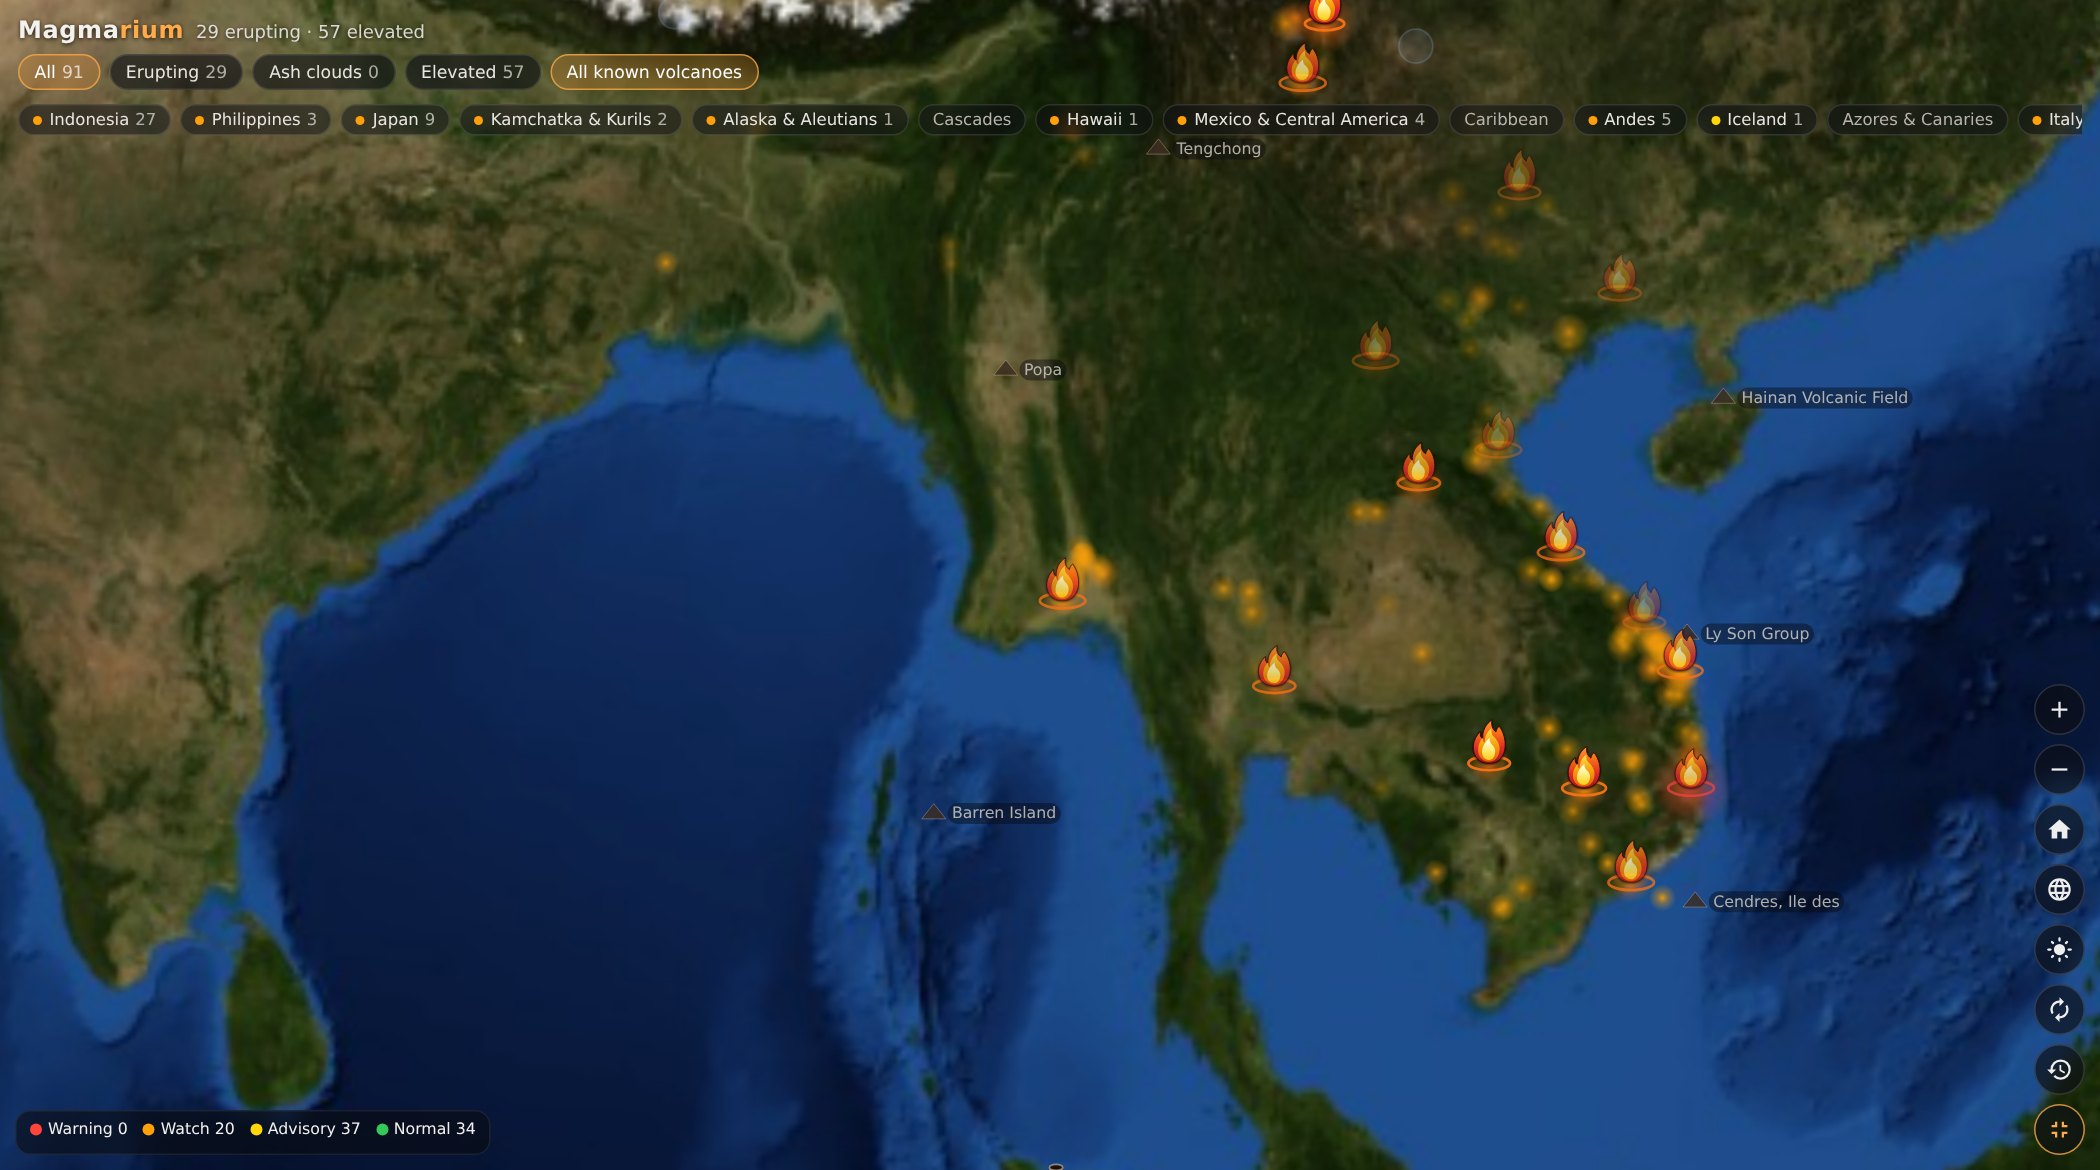 Magmarium 29 erupting · 57 elevated
All 91 Erupting 29 Ash clouds 0 Elevated 57 All known volcanoes
Indonesia 27 Philippines 3 Japan 9 Kamchatka & Kurils 2 Alaska & Aleutians 1 Cascades Hawaii 1 Mexico & Central America 4 Caribbean Andes 5 Iceland 1 Azores & Canaries Italy
Tengchong
Popa
Hainan Volcanic Field
Ly Son Group
Barren Island
Cendres, Ile des
Warning 0 Watch 20 Advisory 37 Normal 34